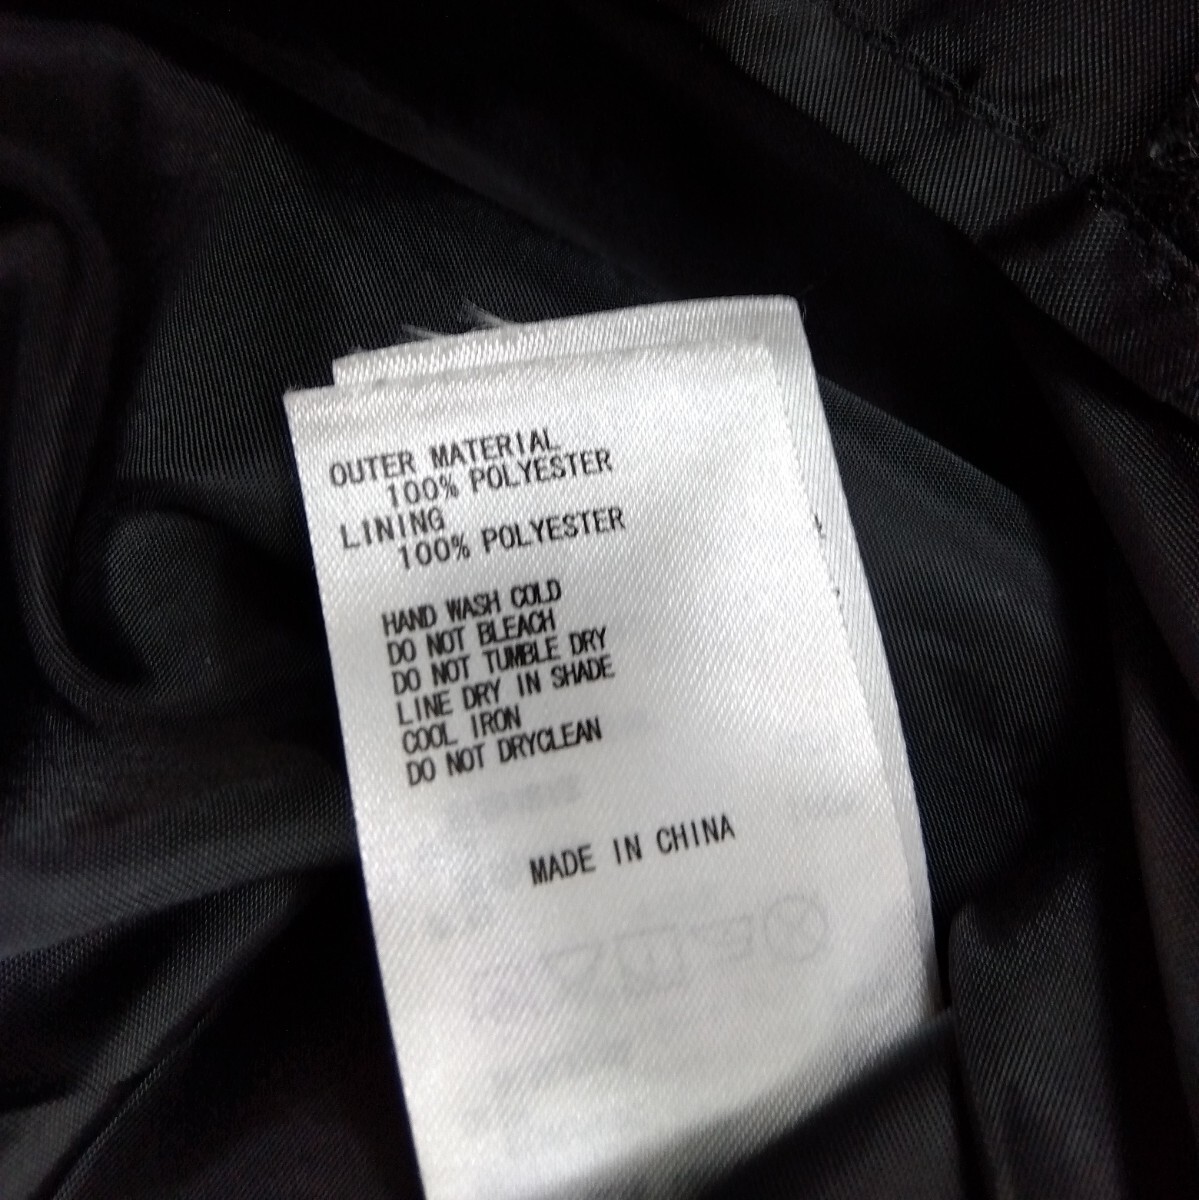 OUTER MATERIAL
100% POLYESTER
LINING
100% POLYESTER
HAND WASH COLD
DO NOT BLEACH
DO NOT TUMBLE DRY
LINE DRY IN SHADE
COOL IRON
DO NOT DRYCLEAN
MADE IN CHINA